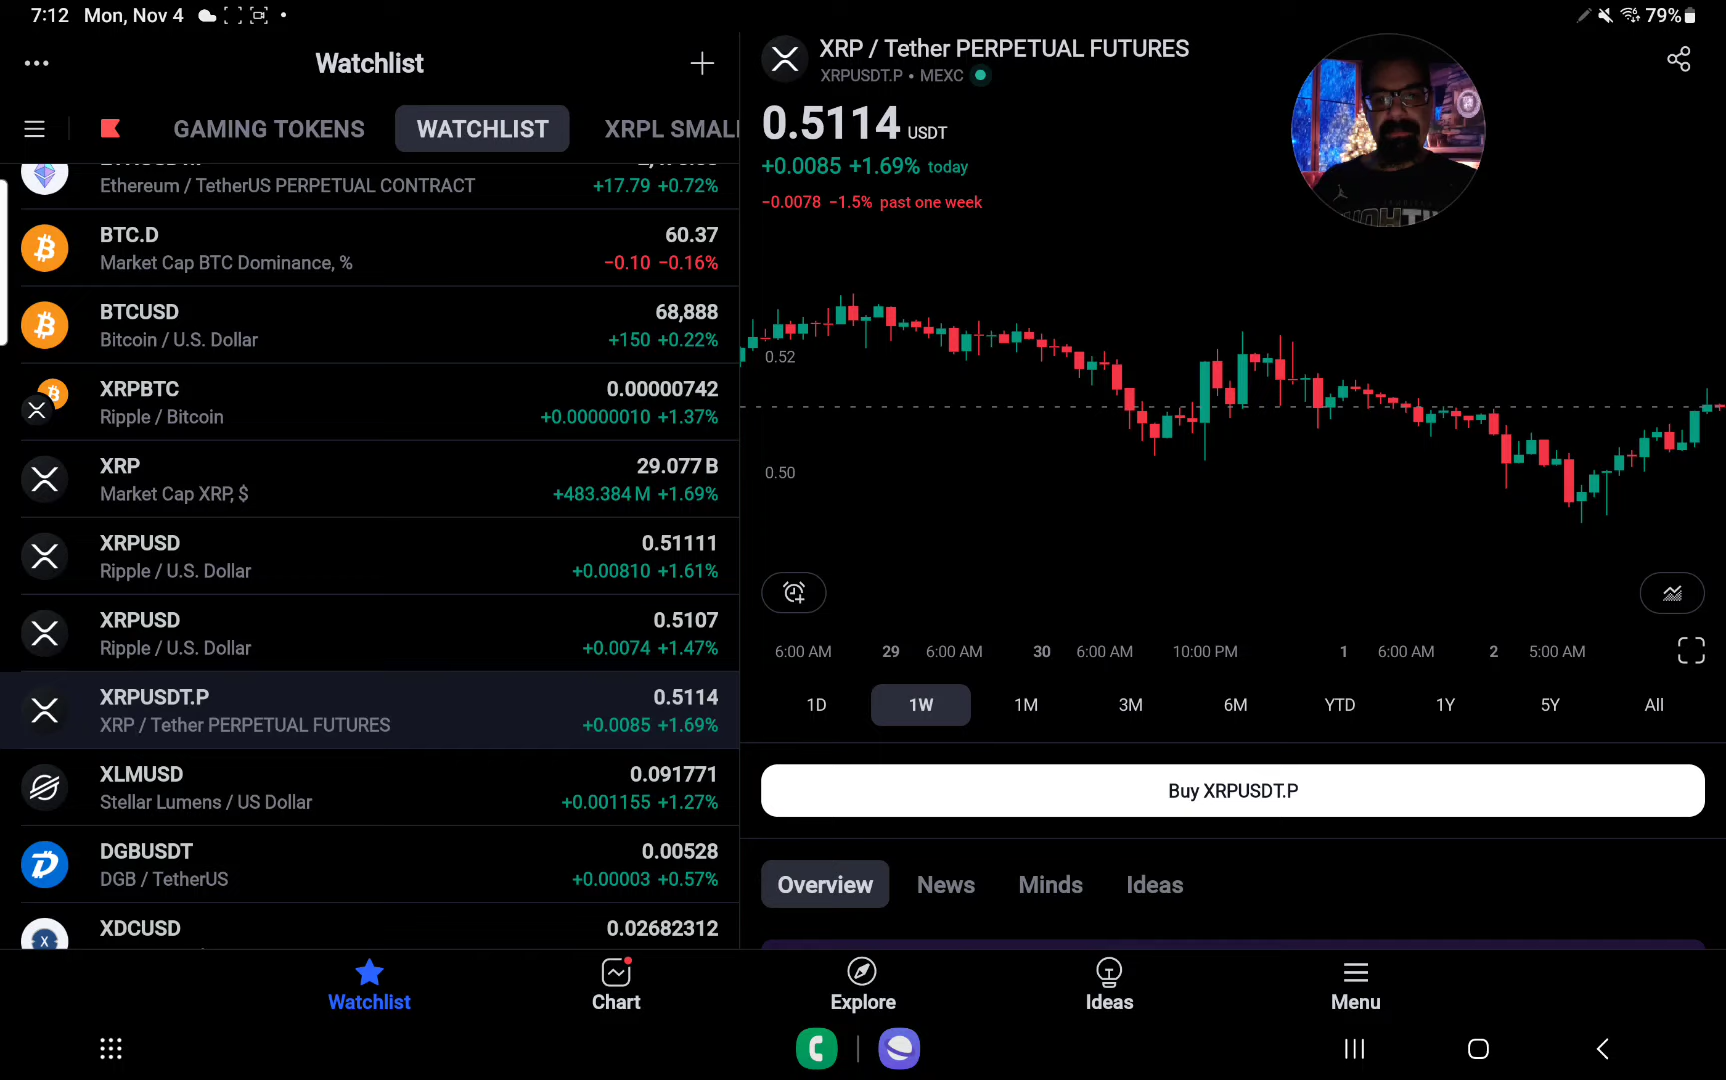 7:12 Mon, Nov 4
79%
Watchlist
GAMING TOKENS
WATCHLIST
XRPL SMALL
Ethereum / TetherUS PERPETUAL CONTRACT
+17.79 +0.72%
BTC.D
60.37
Market Cap BTC Dominance, %
−0.10 −0.16%
BTCUSD
68,888
Bitcoin / U.S. Dollar
+150 +0.22%
XRPBTC
0.00000742
Ripple / Bitcoin
+0.00000010 +1.37%
XRP
29.077 B
Market Cap XRP, $
+483.384 M +1.69%
XRPUSD
0.51111
Ripple / U.S. Dollar
+0.00810 +1.61%
XRPUSD
0.5107
Ripple / U.S. Dollar
+0.0074 +1.47%
XRPUSDT.P
0.5114
XRP / Tether PERPETUAL FUTURES
+0.0085 +1.69%
XLMUSD
0.091771
Stellar Lumens / US Dollar
+0.001155 +1.27%
DGBUSDT
0.00528
DGB / TetherUS
+0.00003 +0.57%
XDCUSD
0.02682312
XRP / Tether PERPETUAL FUTURES
XRPUSDT.P • MEXC
0.5114 USDT
+0.0085 +1.69% today
−0.0078 −1.5% past one week
0.52
0.50
6:00 AM 29 6:00 AM 30 6:00 AM 10:00 PM 1 6:00 AM 2 5:00 AM
1D 1W 1M 3M 6M YTD 1Y 5Y All
Buy XRPUSDT.P
Overview News Minds Ideas
Watchlist Chart Explore Ideas Menu